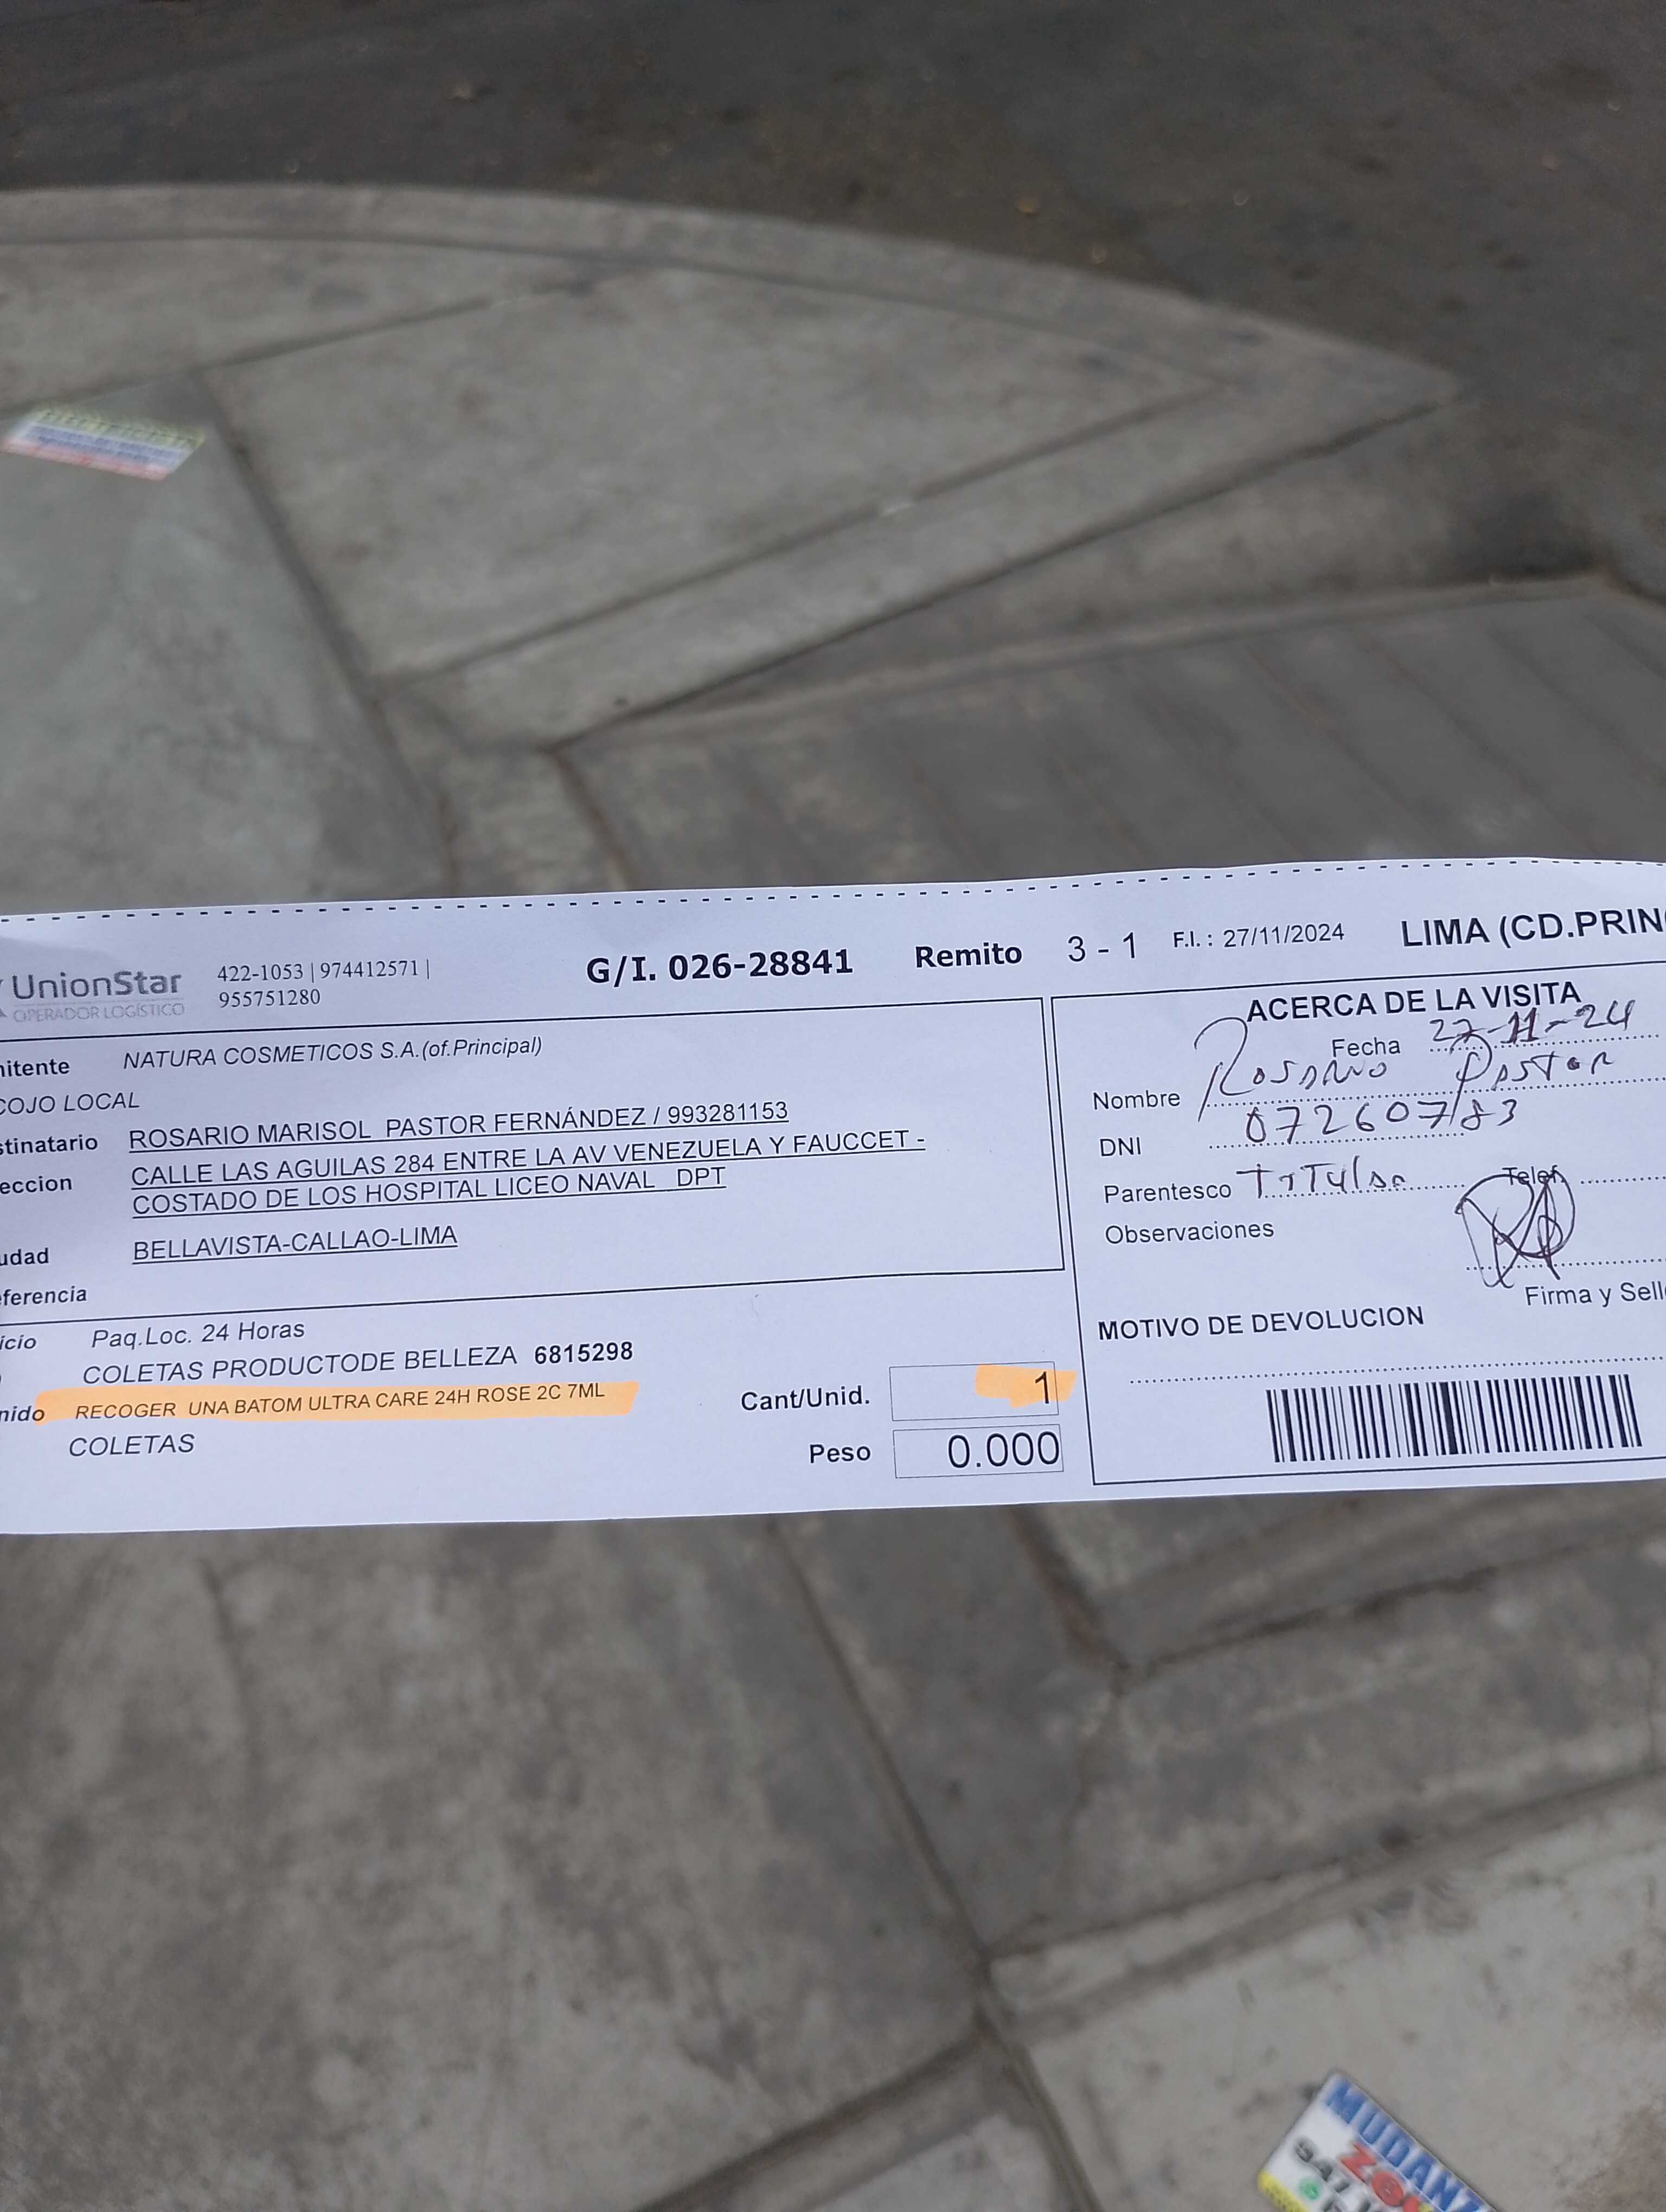 UnionStar
OPERADOR LOGÍSTICO
422-1053 | 974412571 |
955751280
G/I. 026-28841 Remito 3 - 1 F.I. : 27/11/2024 LIMA (CD.PRINC
mitente NATURA COSMETICOS S.A.(of.Principal)
COJO LOCAL
stinatario ROSARIO MARISOL PASTOR FERNÁNDEZ / 993281153
eccion CALLE LAS AGUILAS 284 ENTRE LA AV VENEZUELA Y FAUCCET -
COSTADO DE LOS HOSPITAL LICEO NAVAL DPT
udad BELLAVISTA-CALLAO-LIMA
eferencia
icio Paq.Loc. 24 Horas
COLETAS PRODUCTODE BELLEZA 6815298
nido RECOGER UNA BATOM ULTRA CARE 24H ROSE 2C 7ML
COLETAS
Cant/Unid. 1
Peso 0.000
ACERCA DE LA VISITA
Fecha 27-11-24
Nombre Rosario Pastor
DNI 07260783
Parentesco Titular Telef.
Observaciones
Firma y Sell
MOTIVO DE DEVOLUCION
MUDANZ
947